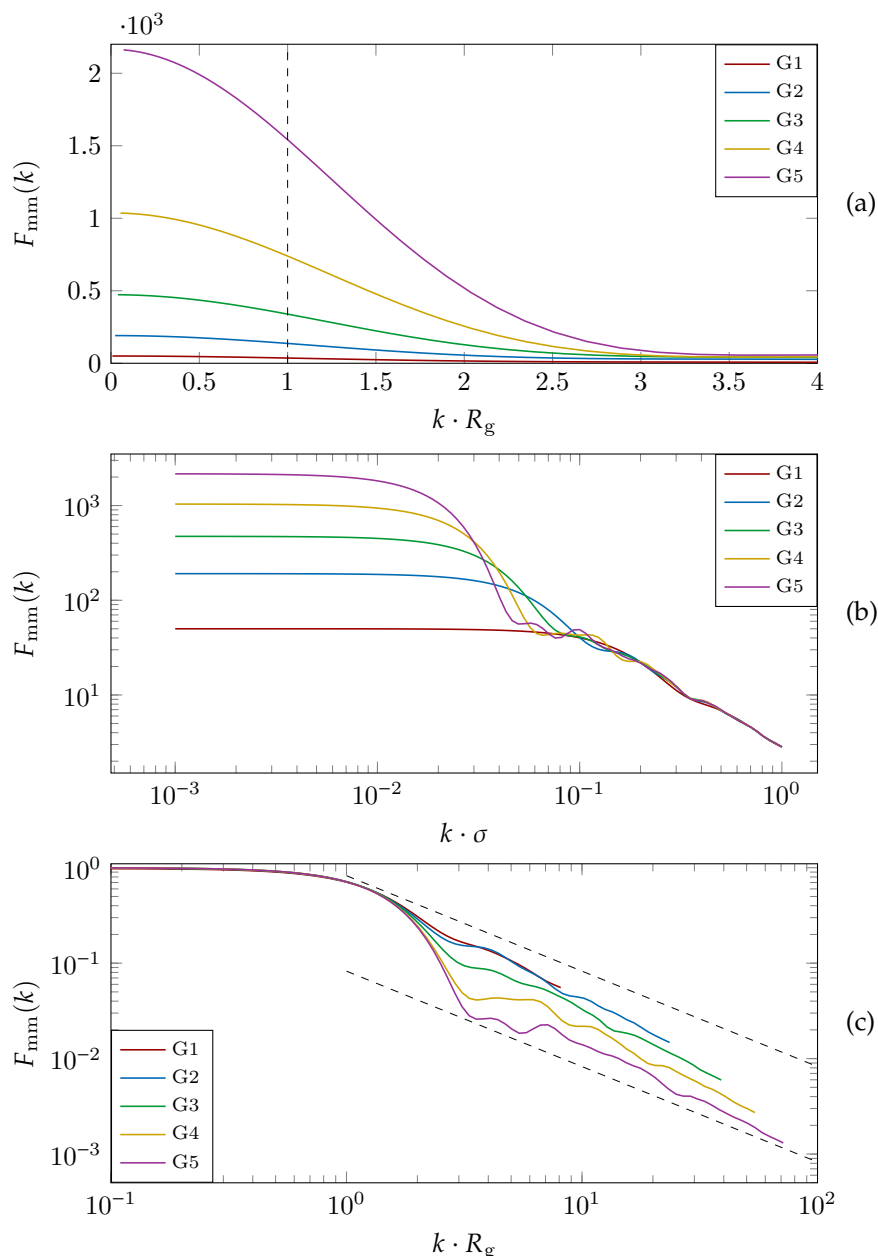 ·10³
2
1.5
1
0.5
0
F_mm(k)
0 0.5 1 1.5 2 2.5 3 3.5 4
k · R_g
G1
G2
G3
G4
G5
(a)
10³
10²
10¹
F_mm(k)
10⁻³ 10⁻² 10⁻¹ 10⁰
k · σ
G1
G2
G3
G4
G5
(b)
10⁰
10⁻¹
10⁻²
10⁻³
F_mm(k)
G1
G2
G3
G4
G5
10⁻¹ 10⁰ 10¹ 10²
k · R_g
(c)